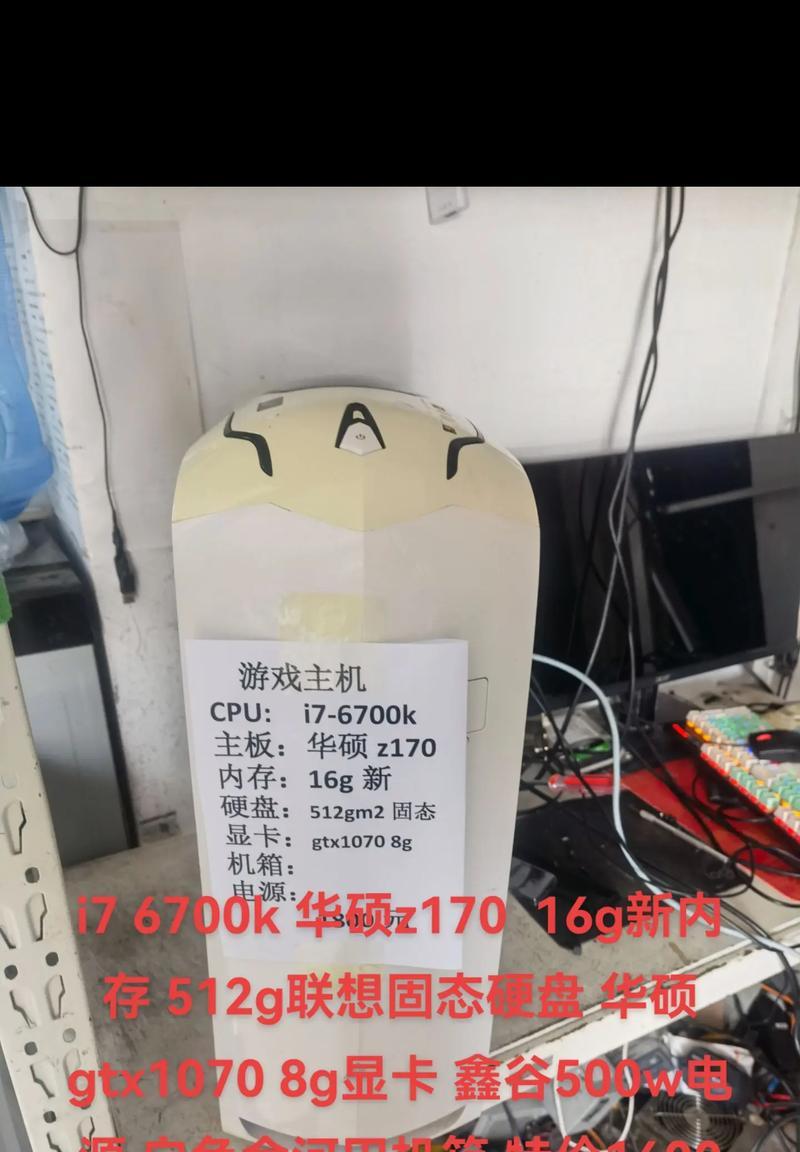 游戏主机
CPU: i7-6700k
主板: 华硕 z170
内存: 16g 新
硬盘: 512gm2 固态
显卡: gtx1070 8g
机箱:
电源:
i7 6700k 华硕z170 16g新内
存 512g联想固态硬盘 华硕
gtx1070 8g显卡 鑫谷500w电